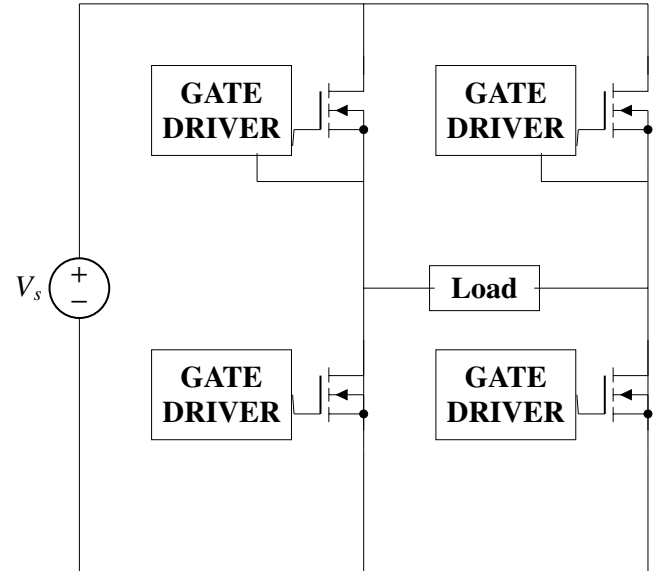 GATE
DRIVER
GATE
DRIVER
V_s
+
−
Load
GATE
DRIVER
GATE
DRIVER